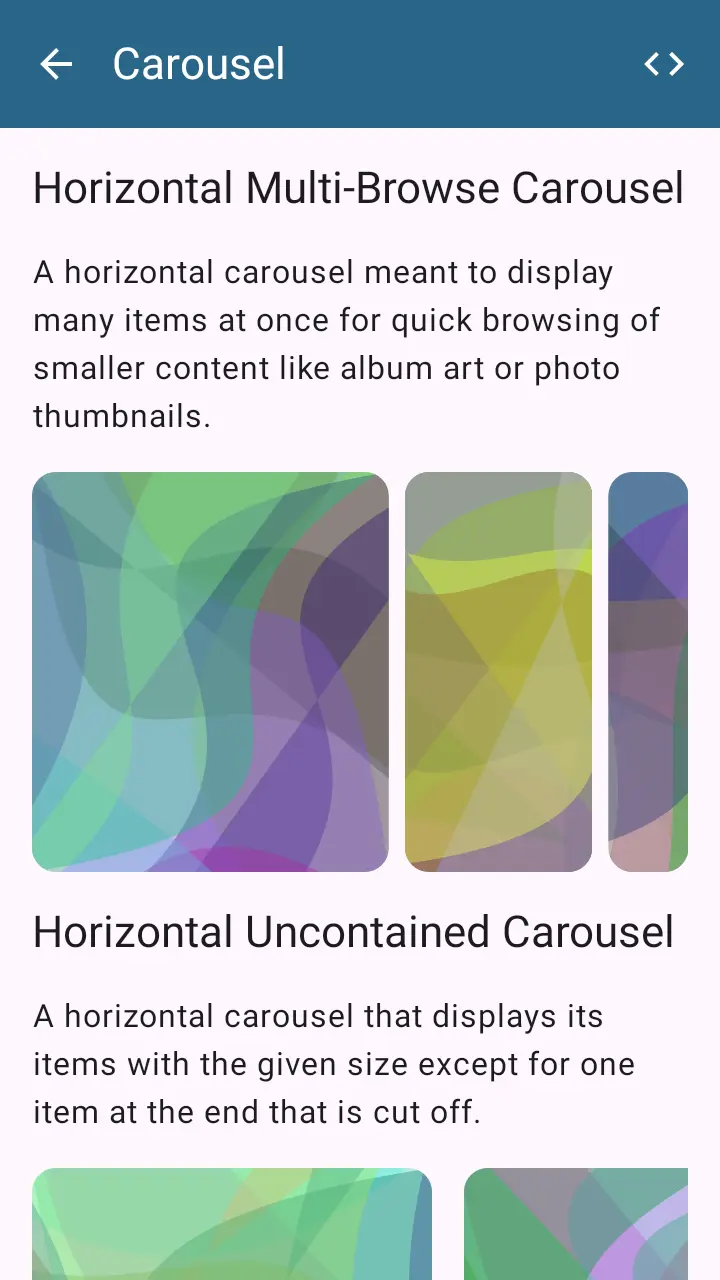 Carousel
Horizontal Multi-Browse Carousel
A horizontal carousel meant to display
many items at once for quick browsing of
smaller content like album art or photo
thumbnails.
Horizontal Uncontained Carousel
A horizontal carousel that displays its
items with the given size except for one
item at the end that is cut off.